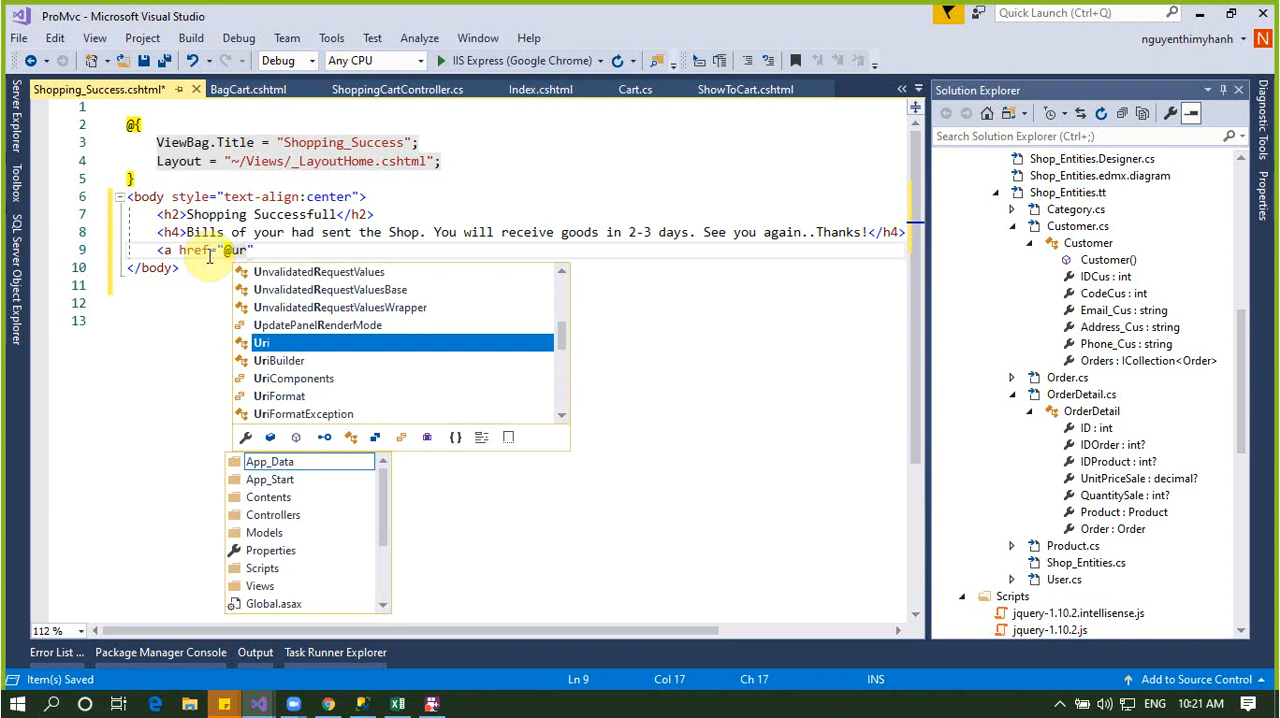 ProMvc - Microsoft Visual Studio
Quick Launch (Ctrl+Q)
File Edit View Project Build Debug Team Tools Test Analyze Window Help
nguyenthimyhanh N
Debug Any CPU IIS Express (Google Chrome)
Shopping_Success.cshtml* BagCart.cshtml ShoppingCartController.cs Index.cshtml Cart.cs ShowToCart.cshtml
Server Explorer
Toolbox
SQL Server Object Explorer
1
2 @{
3 ViewBag.Title = "Shopping_Success";
4 Layout = "~/Views/_LayoutHome.cshtml";
5 }
6 <body style="text-align:center">
7 <h2>Shopping Successfull</h2>
8 <h4>Bills of your had sent the Shop. You will receive goods in 2-3 days. See you again..Thanks!</h4>
9 <a href="@ur"
10 </body>
11
12
13
UnvalidatedRequestValues
UnvalidatedRequestValuesBase
UnvalidatedRequestValuesWrapper
UpdatePanelRenderMode
Uri
UriBuilder
UriComponents
UriFormat
UriFormatException
App_Data
App_Start
Contents
Controllers
Models
Properties
Scripts
Views
Global.asax
112 %
Solution Explorer
Search Solution Explorer (Ctrl+;)
Shop_Entities.Designer.cs
Shop_Entities.edmx.diagram
Shop_Entities.tt
Category.cs
Customer.cs
Customer
Customer()
IDCus : int
CodeCus : int
Email_Cus : string
Address_Cus : string
Phone_Cus : string
Orders : ICollection<Order>
Order.cs
OrderDetail.cs
OrderDetail
ID : int
IDOrder : int?
IDProduct : int?
UnitPriceSale : decimal?
QuantitySale : int?
Product : Product
Order : Order
Product.cs
Shop_Entities.cs
User.cs
Scripts
jquery-1.10.2.intellisense.js
jquery-1.10.2.js
Diagnostic Tools
Properties
Error List ... Package Manager Console Output Task Runner Explorer
Item(s) Saved Ln 9 Col 17 Ch 17 INS Add to Source Control
ENG 10:21 AM